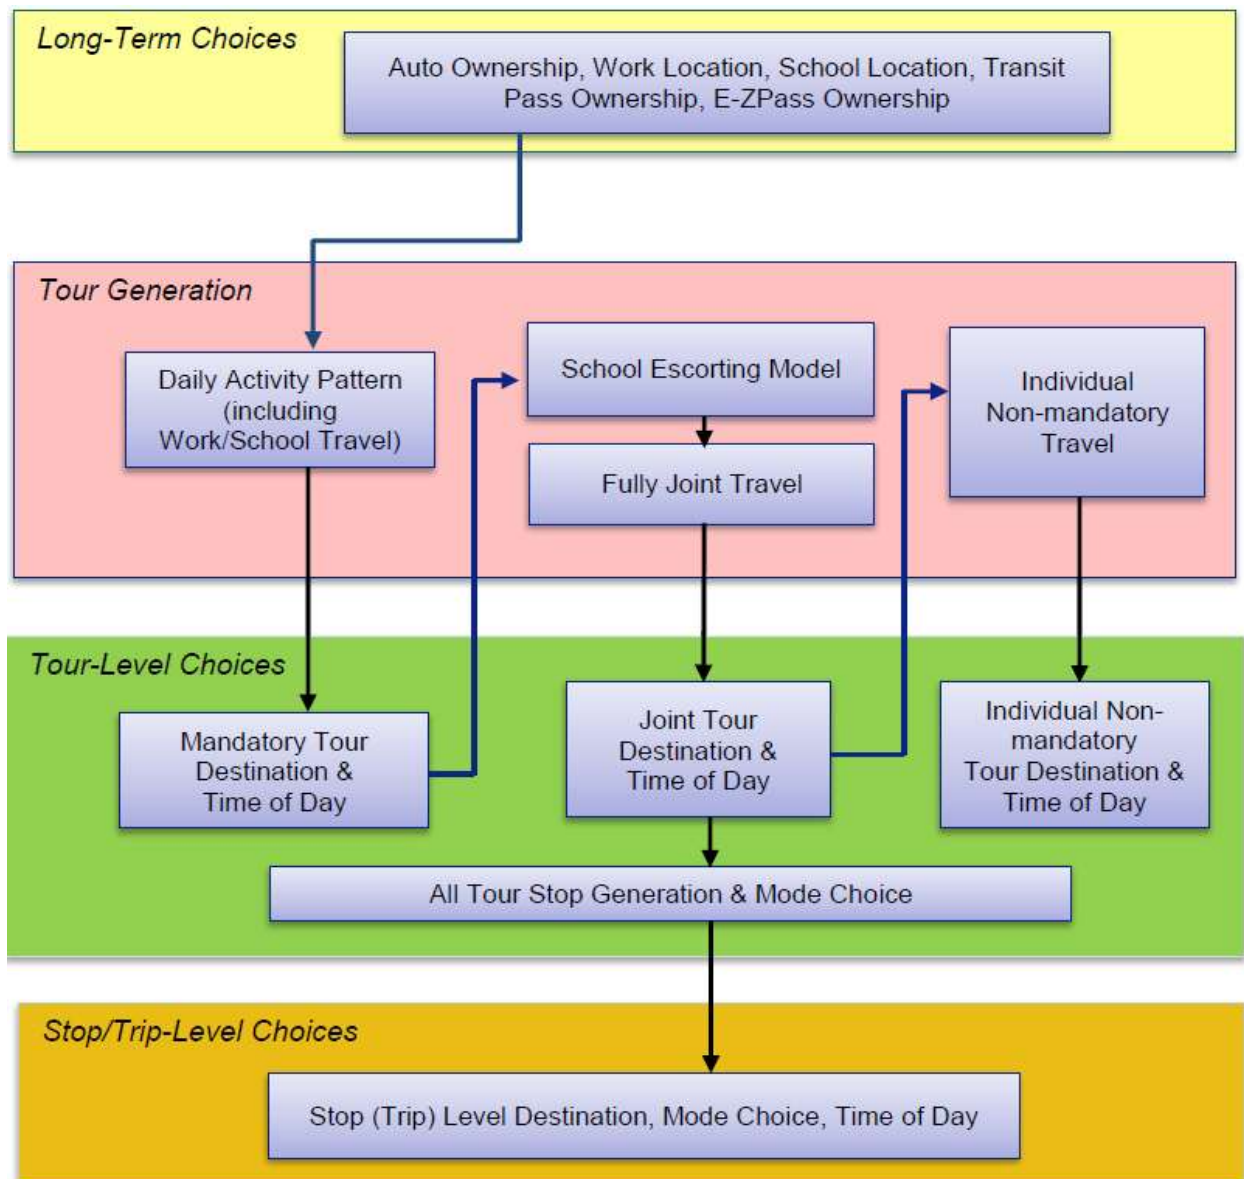 Long-Term Choices
Auto Ownership, Work Location, School Location, Transit
Pass Ownership, E-ZPass Ownership
Tour Generation
Daily Activity Pattern
(including
Work/School Travel)
School Escorting Model
Fully Joint Travel
Individual
Non-mandatory
Travel
Tour-Level Choices
Mandatory Tour
Destination &
Time of Day
Joint Tour
Destination &
Time of Day
Individual Non-
mandatory
Tour Destination &
Time of Day
All Tour Stop Generation & Mode Choice
Stop/Trip-Level Choices
Stop (Trip) Level Destination, Mode Choice, Time of Day